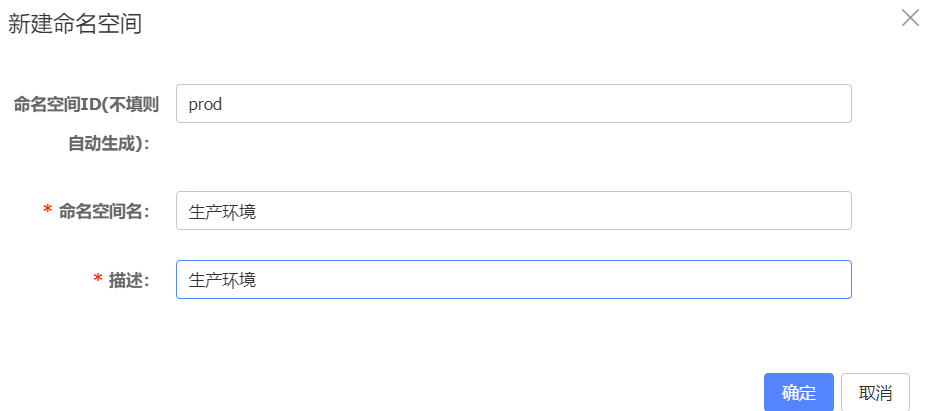 新建命名空间
命名空间ID(不填则
自动生成)：
prod
* 命名空间名：
生产环境
* 描述：
生产环境
确定
取消